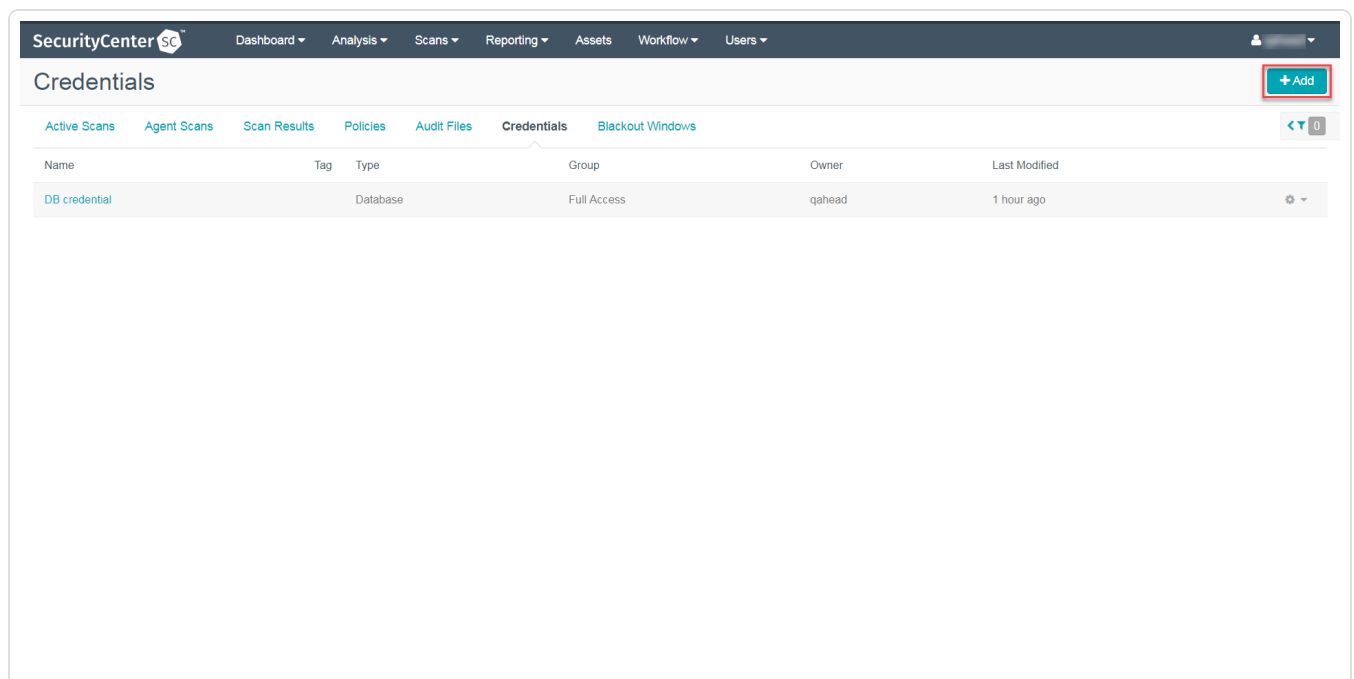 SecurityCenter SC™ Dashboard Analysis Scans Reporting Assets Workflow Users
Credentials + Add
Active Scans Agent Scans Scan Results Policies Audit Files Credentials Blackout Windows 0
Name Tag Type Group Owner Last Modified
DB credential Database Full Access qahead 1 hour ago